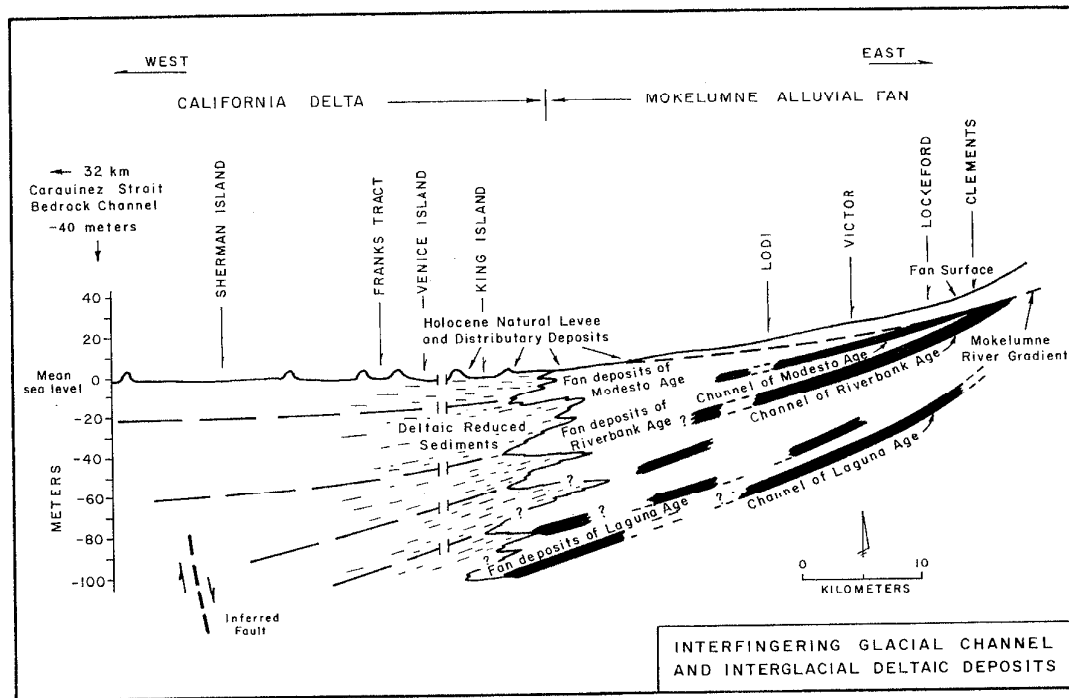 WEST
EAST
CALIFORNIA DELTA
MOKELUMNE ALLUVIAL FAN
32 km
Carquinez Strait
Bedrock Channel
-40 meters
SHERMAN ISLAND
FRANKS TRACT
VENICE ISLAND
KING ISLAND
LODI
VICTOR
LOCKEFORD
CLEMENTS
Fan Surface
40
20
Mean
sea level
0
-20
-40
-60
-80
-100
METERS
Holocene Natural Levee
and Distributary Deposits
Mokelumne
River Gradient
Fan deposits of
Modesto Age
Channel of Modesto Age
Fan deposits of
Riverbank Age
?
Channel of Riverbank Age
Deltaic Reduced
Sediments
?
?
?
?
?
Fan deposits of Laguna Age
Channel of Laguna Age
Inferred
Fault
0
10
KILOMETERS
INTERFINGERING GLACIAL CHANNEL
AND INTERGLACIAL DELTAIC DEPOSITS